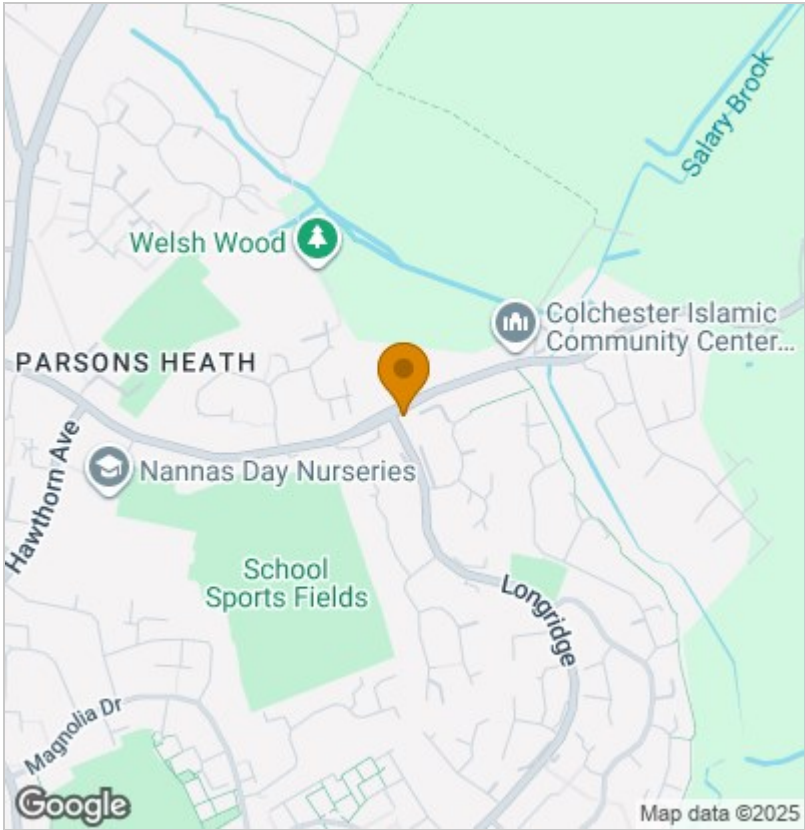 Salary Brook
Welsh Wood
Colchester Islamic
Community Center...
PARSONS HEATH
Hawthorn Ave
Nannas Day Nurseries
School
Sports Fields
Longridge
Magnolia Dr
Google
Map data ©2025